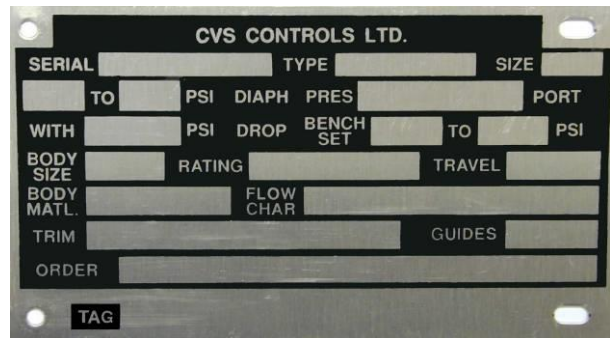 CVS CONTROLS LTD.
SERIAL TYPE SIZE
TO PSI DIAPH PRES PORT
WITH PSI DROP BENCH SET TO PSI
BODY SIZE RATING TRAVEL
BODY MATL. FLOW CHAR
TRIM GUIDES
ORDER
TAG